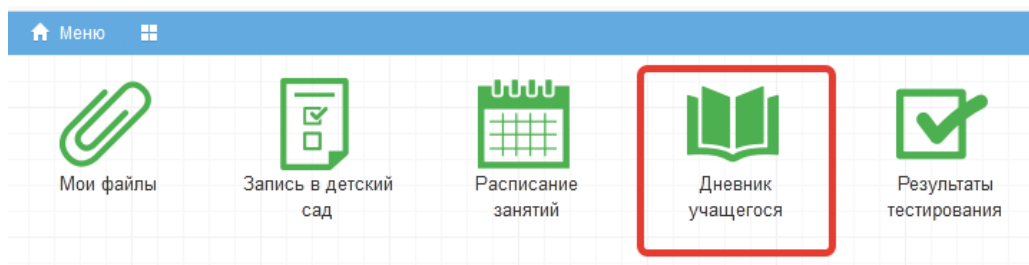 Меню
Мои файлы
Запись в детский
сад
Расписание
занятий
Дневник
учащегося
Результаты
тестирования